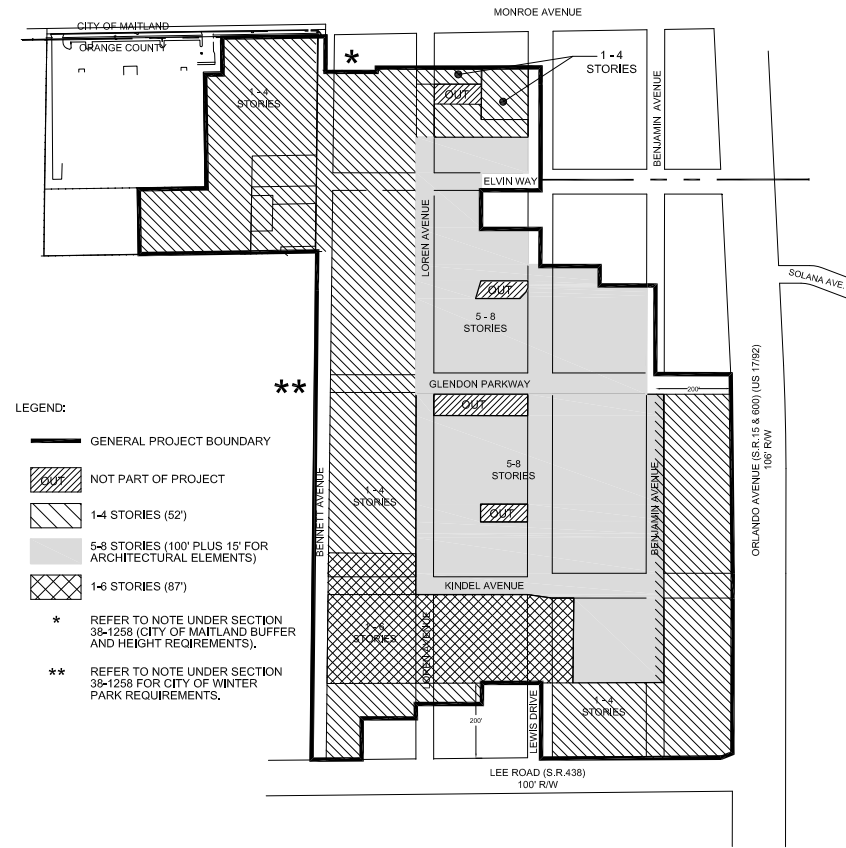 MONROE AVENUE
CITY OF MAITLAND
ORANGE COUNTY
*
1 - 4
STORIES
1 - 4
STORIES
OUT
BENJAMIN AVENUE
ELVIN WAY
LOREN AVENUE
SOLANA AVE.
OUT
5 - 8
STORIES
**
GLENDON PARKWAY
200'
OUT
ORLANDO AVENUE (S.R.15 & 600) (US 17/92)
106' R/W
LEGEND:
GENERAL PROJECT BOUNDARY
OUT
NOT PART OF PROJECT
1-4 STORIES (52')
5-8 STORIES (100' PLUS 15' FOR
ARCHITECTURAL ELEMENTS)
1-6 STORIES (87')
*
REFER TO NOTE UNDER SECTION
38-1258 (CITY OF MAITLAND BUFFER
AND HEIGHT REQIREMENTS).
**
REFER TO NOTE UNDER SECTION
38-1258 FOR CITY OF WINTER
PARK REQUIREMENTS.
BENNETT AVENUE
1 - 4
STORIES
5-8
STORIES
OUT
BENJAMIN AVENUE
KINDEL AVENUE
1 - 6
STORIES
LOREN AVENUE
1 - 4
STORIES
200'
LEWIS DRIVE
LEE ROAD (S.R.438)
100' R/W